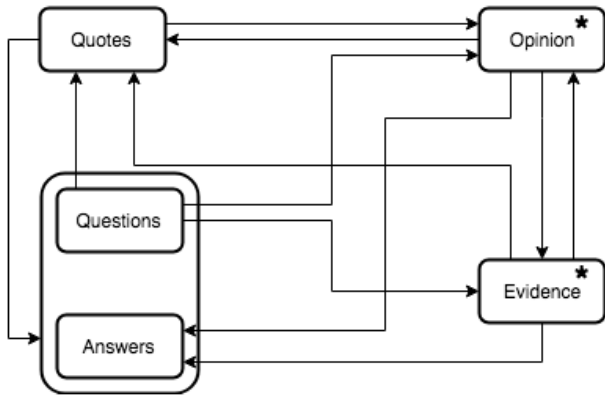 Quotes
Opinion *
Questions
Evidence *
Answers